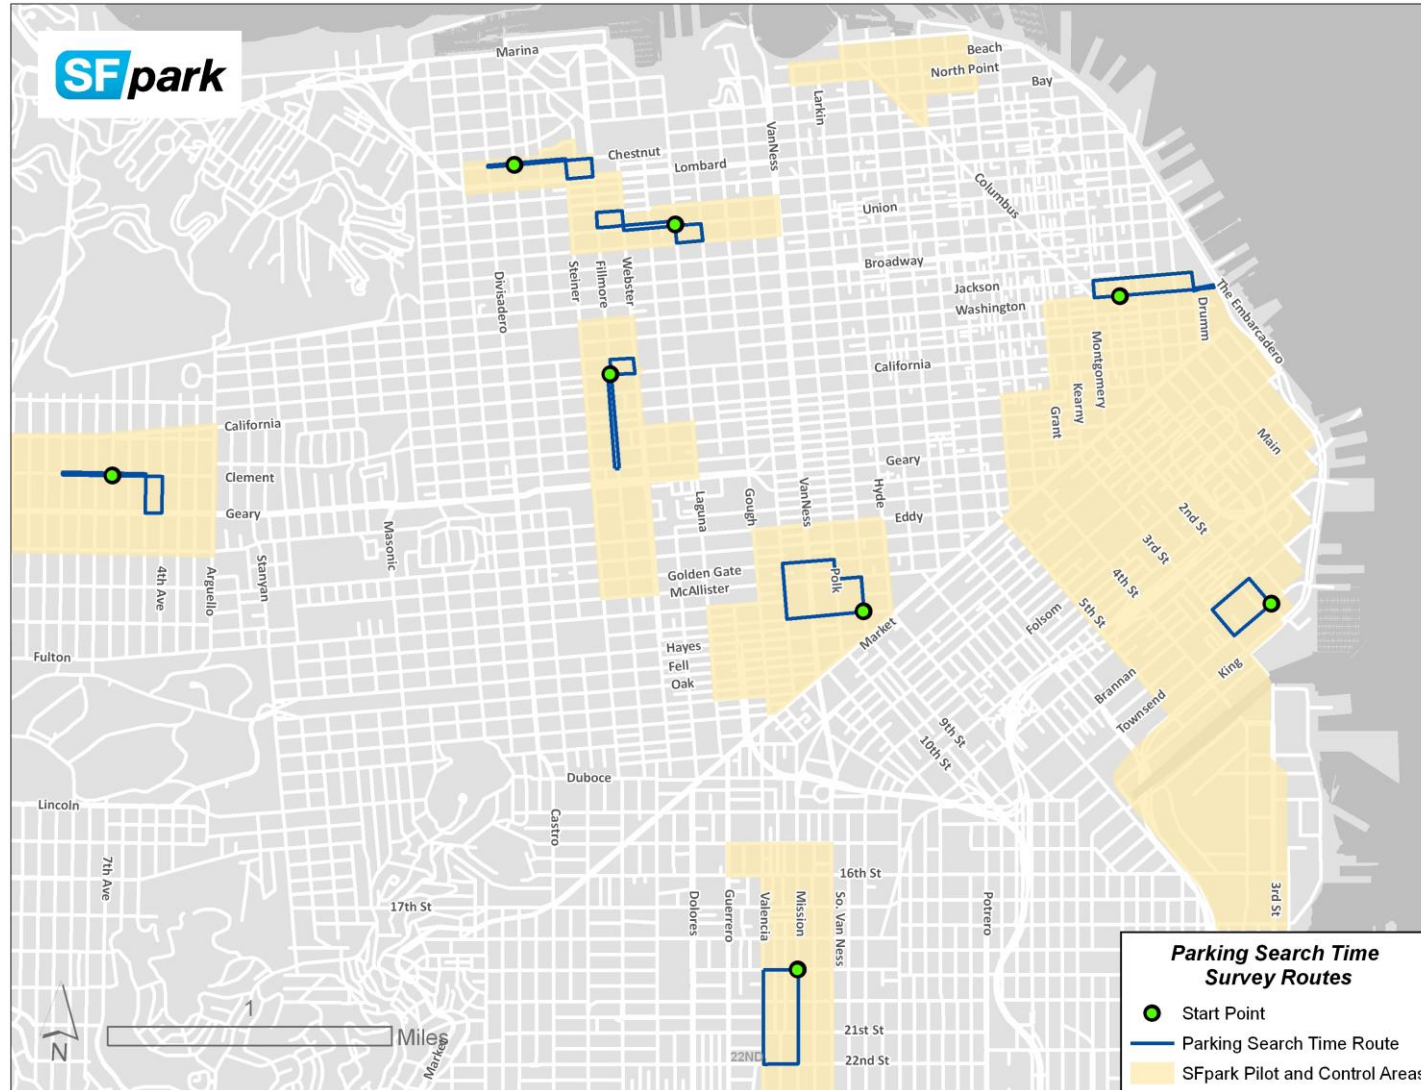 SFpark
Marina
Beach
North Point
Bay
Larkin
VanNess
Chestnut
Lombard
Columbus
Union
Broadway
Jackson
Washington
Divisadero
Steiner
Fillmore
Webster
The Embarcadero
Drumm
Montgomery
Kearny
Grant
California
California
Main
Geary
Clement
Geary
Laguna
Gough
VanNess
Hyde
Eddy
Masonic
2nd St
3rd St
4th St
5th St
Golden Gate
McAllister
Polk
4th Ave
Arguello
Stanyan
Folsom
Market
Hayes
Fell
Oak
Fulton
King
Brannan
Townsend
9th St
10th St
Duboce
Lincoln
Castro
7th Ave
16th St
17th St
Dolores
Guerrero
Valencia
Mission
So. Van Ness
Potrero
3rd St
21st St
22ND
22nd St
Market
1
Miles
N
Parking Search Time
Survey Routes
Start Point
Parking Search Time Route
SFpark Pilot and Control Areas